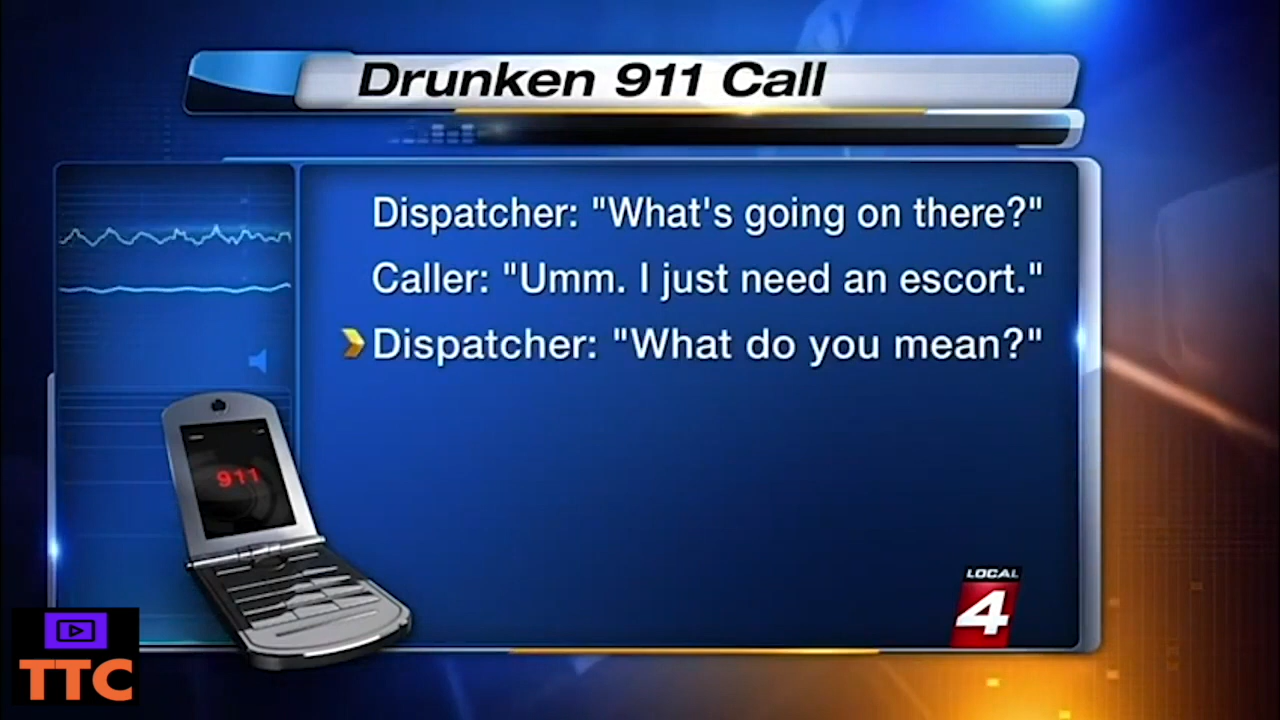 Drunken 911 Call
Dispatcher: "What's going on there?"
Caller: "Umm. I just need an escort."
Dispatcher: "What do you mean?"
911
LOCAL
4
TTC